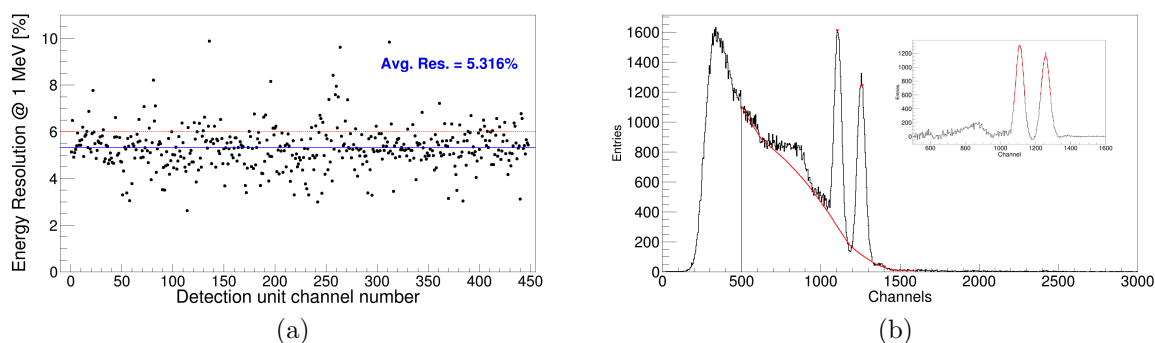 Energy Resolution @ 1 MeV [%]
10
8
6
4
2
0
Avg. Res. = 5.316%
0 50 100 150 200 250 300 350 400 450
Detection unit channel number
(a)
Entries
1600
1400
1200
1000
800
600
400
200
0
0 500 1000 1500 2000 2500 3000
Channels
Entries
1200
1000
800
600
400
200
0
600 800 1000 1200 1400 1600
Channel
(b)